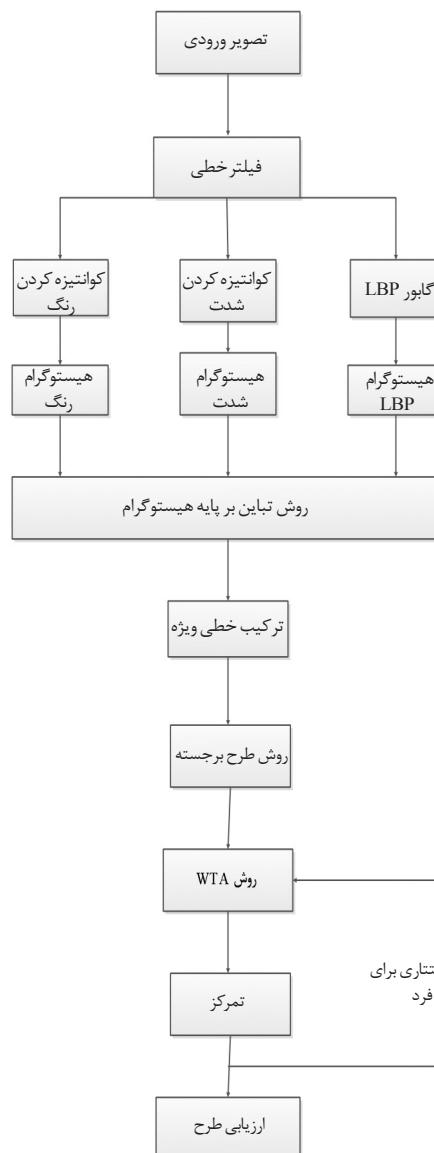 تصویر ورودی
فیلتر خطی
کوانتیزه کردن
رنگ
کوانتیزه کردن
شدت
گابور LBP
هیستوگرام
رنگ
هیستوگرام
شدت
هیستوگرام
LBP
روش تباین بر پایه هیستوگرام
ترکیب خطی ویژه
روش طرح برجسته
روش WTA
برای
فرد
تمرکز
ارزیابی طرح